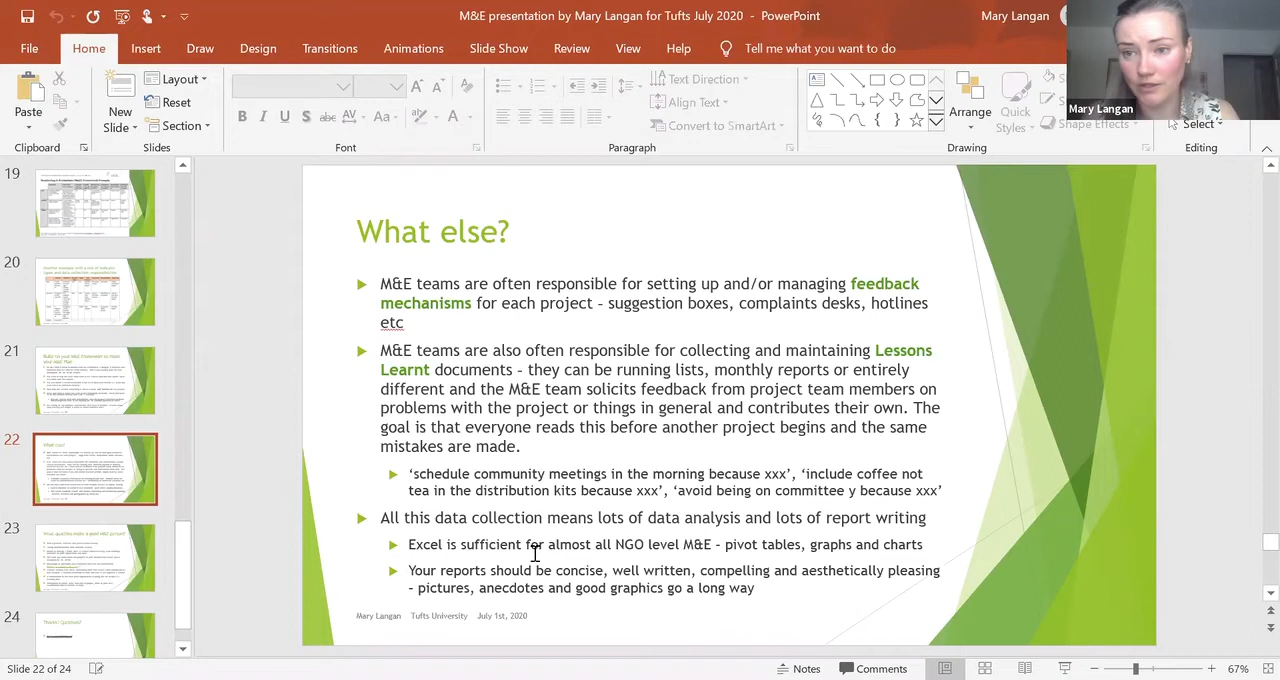 M&E presentation by Mary Langan for Tufts July 2020 - PowerPoint
Mary Langan
File Home Insert Draw Design Transitions Animations Slide Show Review View Help Tell me what you want to do
Mary Langan
Paste
Clipboard
New
Slide
Layout
Reset
Section
Slides
B I U S abc AV Aa A
Font
Text Direction
Align Text
Convert to SmartArt
Paragraph
Arrange
Quick
Styles
Shape Effects
Drawing
Select
Editing
19
20
21
22
23
24
What else?
M&E teams are often responsible for setting up and/or managing feedback
mechanisms for each project - suggestion boxes, complaints desks, hotlines
etc
M&E teams are also often responsible for collecting and maintaining Lessons
Learnt documents - they can be running lists, monthly reports or entirely
different and the M&E team solicits feedback from project team members on
problems with the project or things in general and contributes their own. The
goal is that everyone reads this before another project begins and the same
mistakes are made.
'schedule community meetings in the morning because xxx', 'include coffee not
tea in the distribution kits because xxx', 'avoid being on committee y because xxx'
All this data collection means lots of data analysis and lots of report writing
Excel is sufficient for almost all NGO level M&E - produce bar graphs and charts
Your reports should be concise, well written, compelling and aesthetically pleasing
- pictures, anecdotes and good graphics go a long way
Mary Langan Tufts University July 1st, 2020
Slide 22 of 24
Notes
Comments
67%